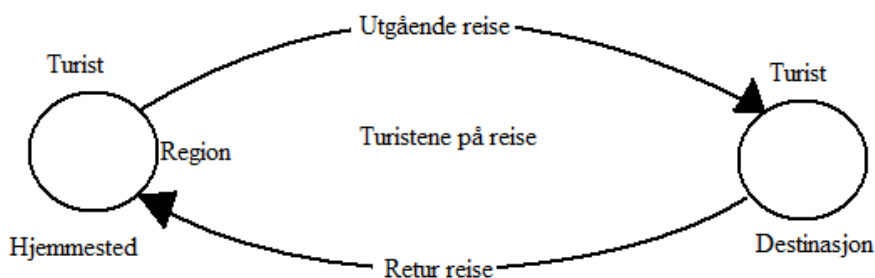 Utgående reise
Turist
Turist
Turistene på reise
Region
Hjemmested
Destinasjon
Retur reise